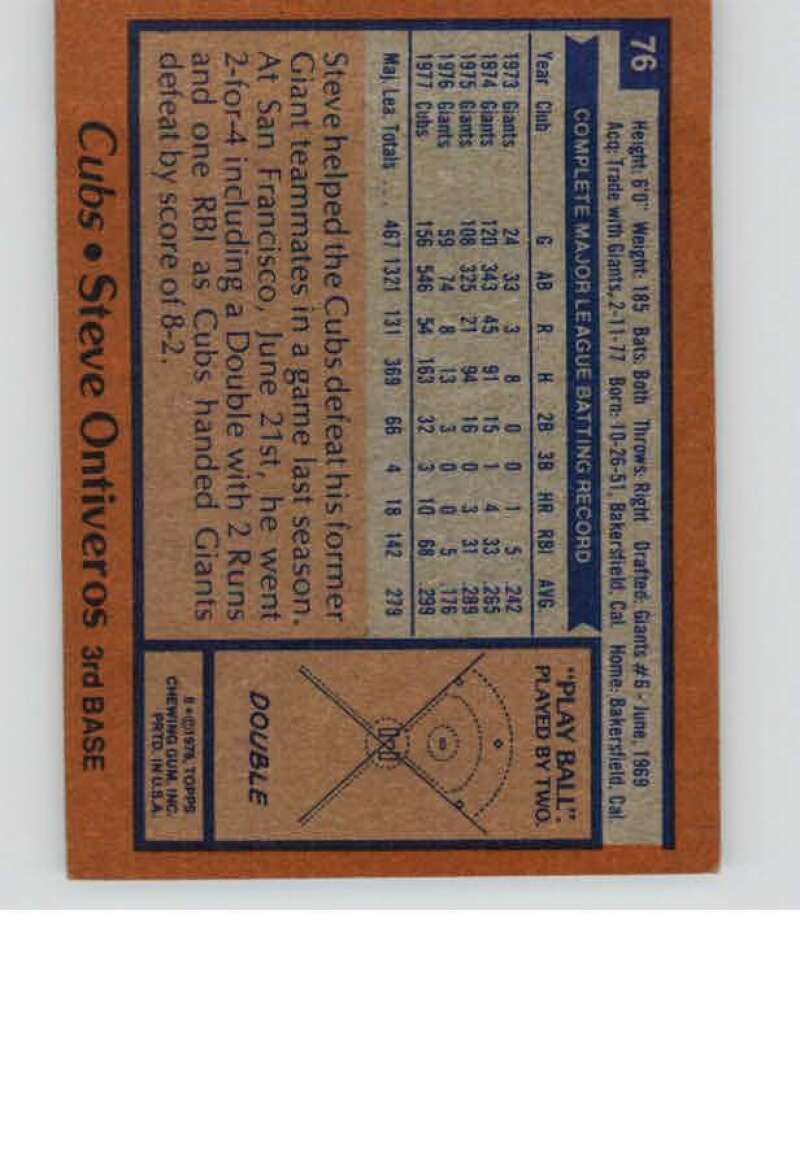 76
Height: 6'0" Weight: 185 Bats: Both Throws: Right Drafted: Giants #6 - June, 1969
Acq: Trade with Giants, 2-11-77 Born: 10-26-51, Bakersfield, Cal. Home: Bakersfield, Cal.
COMPLETE MAJOR LEAGUE BATTING RECORD
Year Club G AB R H 2B 3B HR RBI AVG.
1973 Giants 24 33 3 8 0 0 1 5 .242
1974 Giants 120 343 45 91 15 1 4 33 .265
1975 Giants 108 325 21 94 16 0 3 31 .289
1976 Giants 59 74 8 13 3 0 0 5 .176
1977 Cubs 156 546 54 163 32 3 10 68 .299
Maj. Lea. Totals ... 467 1321 131 369 66 4 18 142 .279
Steve helped the Cubs defeat his former
Giant teammates in a game last season.
At San Francisco, June 21st, he went
2-for-4 including a Double with 2 Runs
and one RBI as Cubs handed Giants
defeat by score of 8-2.
"PLAY BALL":
PLAYED BY TWO.
DOUBLE
©1978, TOPPS
CHEWING GUM, INC.
PRTD. IN U.S.A.
Cubs • Steve Ontiveros 3rd BASE